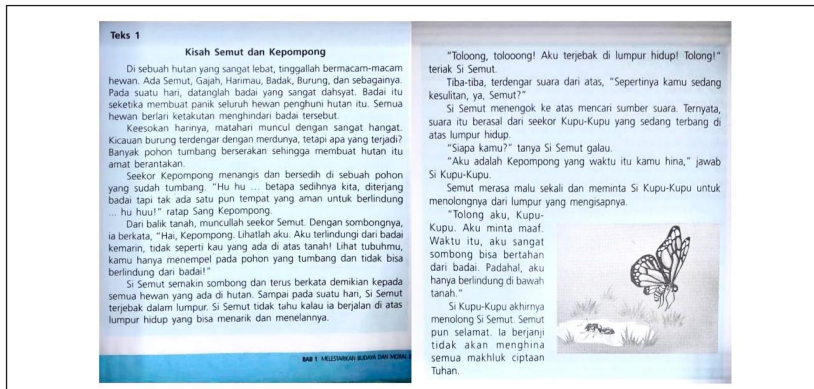 Teks 1
Kisah Semut dan Kepompong
Di sebuah hutan yang sangat lebat, tinggallah bermacam-macam
hewan. Ada Semut, Gajah, Harimau, Badak, Burung, dan sebagainya.
Pada suatu hari, datanglah badai yang sangat dahsyat. Badai itu
seketika membuat panik seluruh hewan penghuni hutan itu. Semua
hewan berlari ketakutan menghindari badai tersebut.
Keesokan harinya, matahari muncul dengan sangat hangat.
Kicauan burung terdengar dengan merdunya, tetapi apa yang terjadi?
Banyak pohon tumbang berserakan sehingga membuat hutan itu
amat berantakan.
Seekor Kepompong menangis dan bersedih di sebuah pohon
yang sudah tumbang. "Hu hu ... betapa sedihnya kita, diterjang
badai tapi tak ada satu pun tempat yang aman untuk berlindung
... hu huu!" ratap Sang Kepompong.
Dari balik tanah, muncullah seekor Semut. Dengan sombongnya,
ia berkata, "Hai, Kepompong. Lihatlah aku. Aku terlindungi dari badai
kemarin, tidak seperti kau yang ada di atas tanah! Lihat tubuhmu,
kamu hanya menempel pada pohon yang tumbang dan tidak bisa
berlindung dari badai!"
Si Semut semakin sombong dan terus berkata demikian kepada
semua hewan yang ada di hutan. Sampai pada suatu hari, Si Semut
terjebak dalam lumpur. Si Semut tidak tahu kalau ia berjalan di atas
lumpur hidup yang bisa menarik dan menelannya.
BAB 1 MELESTARIKAN BUDAYA DAN MORAL
"Toloong, tolooong! Aku terjebak di lumpur hidup! Tolong!"
teriak Si Semut.
Tiba-tiba, terdengar suara dari atas, "Sepertinya kamu sedang
kesulitan, ya, Semut?"
Si Semut menengok ke atas mencari sumber suara. Ternyata,
suara itu berasal dari seekor Kupu-Kupu yang sedang terbang di
atas lumpur hidup.
"Siapa kamu?" tanya Si Semut galau.
"Aku adalah Kepompong yang waktu itu kamu hina," jawab
Si Kupu-Kupu.
Semut merasa malu sekali dan meminta Si Kupu-Kupu untuk
menolongnya dari lumpur yang mengisapnya.
"Tolong aku, Kupu-
Kupu. Aku minta maaf.
Waktu itu, aku sangat
sombong bisa bertahan
dari badai. Padahal, aku
hanya berlindung di bawah
tanah."
Si Kupu-Kupu akhirnya
menolong Si Semut. Semut
pun selamat. Ia berjanji
tidak akan menghina
semua makhluk ciptaan
Tuhan.